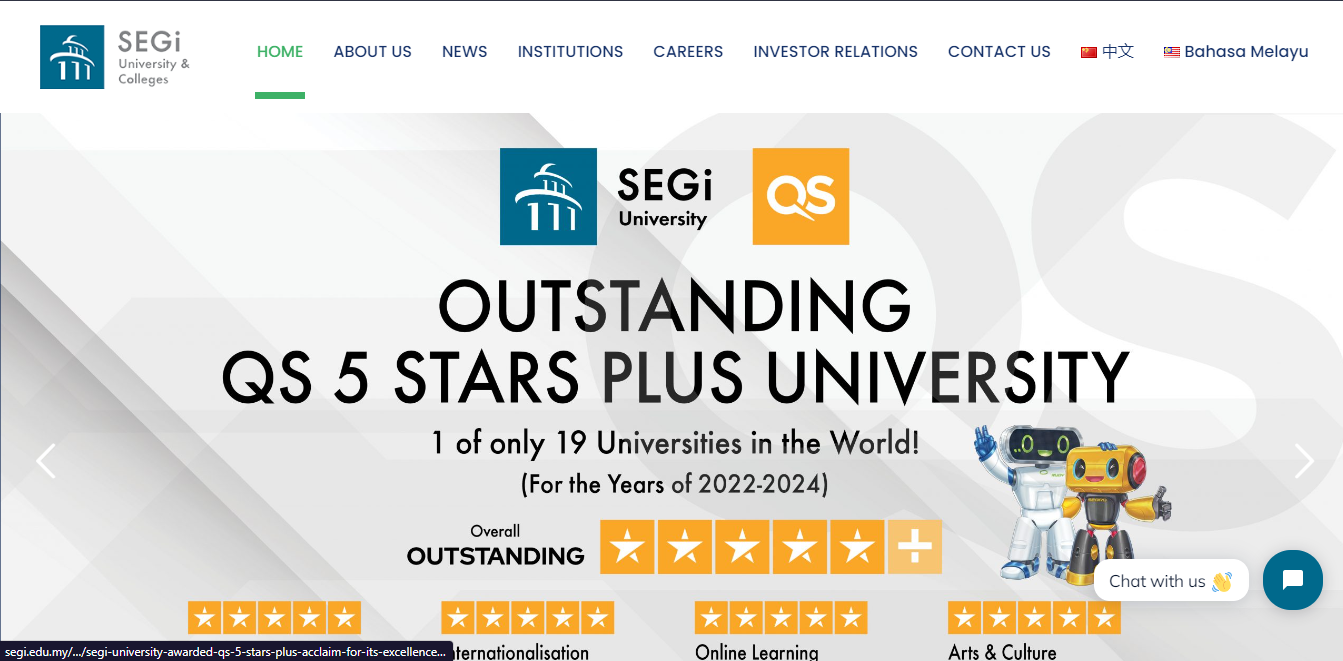 SEGi
University &
Colleges
HOME
ABOUT US
NEWS
INSTITUTIONS
CAREERS
INVESTOR RELATIONS
CONTACT US
中文
Bahasa Melayu
SEGi
University
QS
OUTSTANDING
QS 5 STARS PLUS UNIVERSITY
1 of only 19 Universities in the World!
(For the Years of 2022-2024)
Overall
OUTSTANDING
Chat with us 👋
ternationalisation
Online Learning
Arts & Culture
segi.edu.my/.../segi-university-awarded-qs-5-stars-plus-acclaim-for-its-excellence...